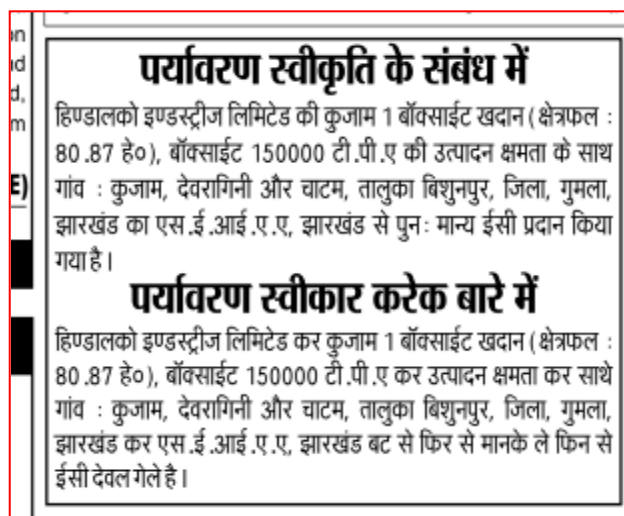 on
पर्यावरण स्वीकृति के संबंध में
nd
हिण्डालको इण्डस्ट्रीज लिमिटेड की कुजाम 1 बॉक्साईट खदान (क्षेत्रफल :
d,
80.87 हे०), बॉक्साईट 150000 टी.पी.ए की उत्पादन क्षमता के साथ
m
गांव : कुजाम, देवरागिनी और चाटम, तालुका बिशुनपुर, जिला, गुमला,
E)
झारखंड का एस.ई.आई.ए.ए, झारखंड से पुनः मान्य ईसी प्रदान किया
गया है।
पर्यावरण स्वीकार करेक बारे में
हिण्डालको इण्डस्ट्रीज लिमिटेड कर कुजाम 1 बॉक्साईट खदान (क्षेत्रफल :
80.87 हे०), बॉक्साईट 150000 टी.पी.ए कर उत्पादन क्षमता कर साथे
गांव : कुजाम, देवरागिनी और चाटम, तालुका बिशुनपुर, जिला, गुमला,
झारखंड कर एस.ई.आई.ए.ए, झारखंड बट से फिर से मानके ले फिन से
ईसी देवल गेले है।